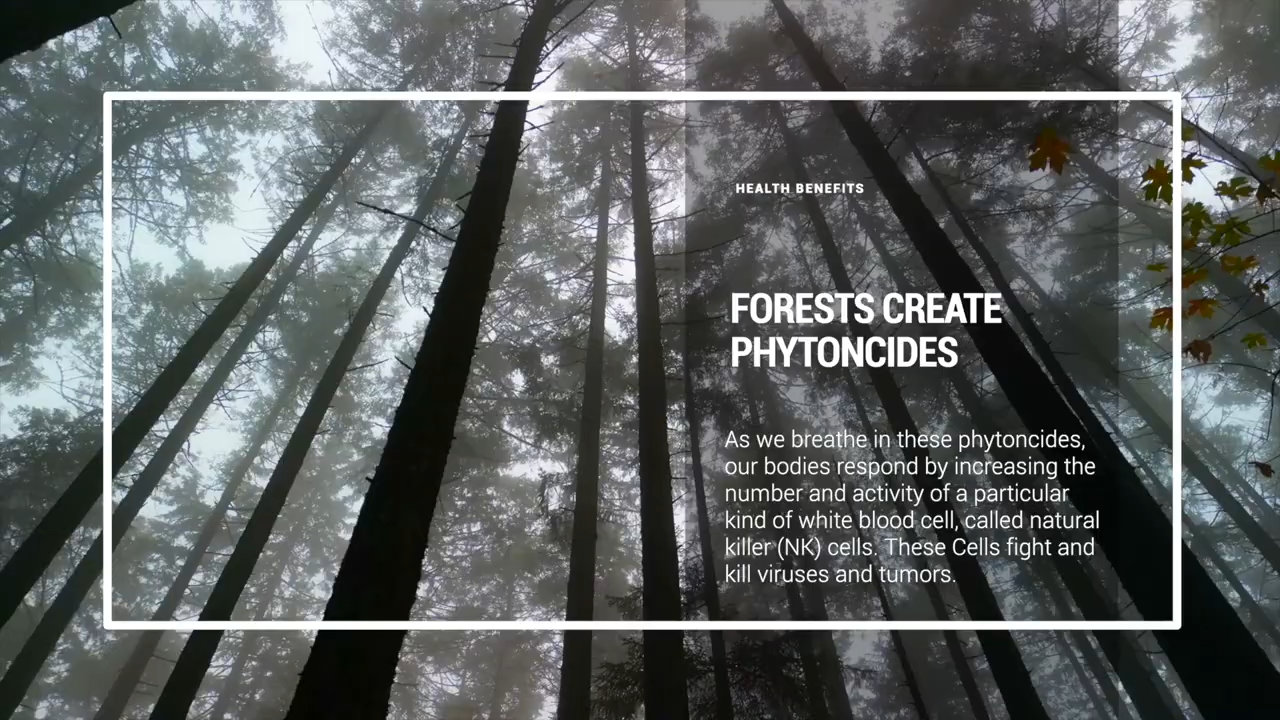 HEALTH BENEFITS
FORESTS CREATE
PHYTONCIDES
As we breathe in these phytoncides,
our bodies respond by increasing the
number and activity of a particular
kind of white blood cell, called natural
killer (NK) cells. These Cells fight and
kill viruses and tumors.